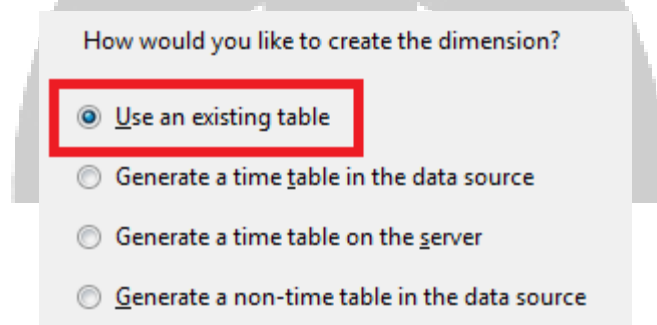 How would you like to create the dimension?
Use an existing table
Generate a time table in the data source
Generate a time table on the server
Generate a non-time table in the data source